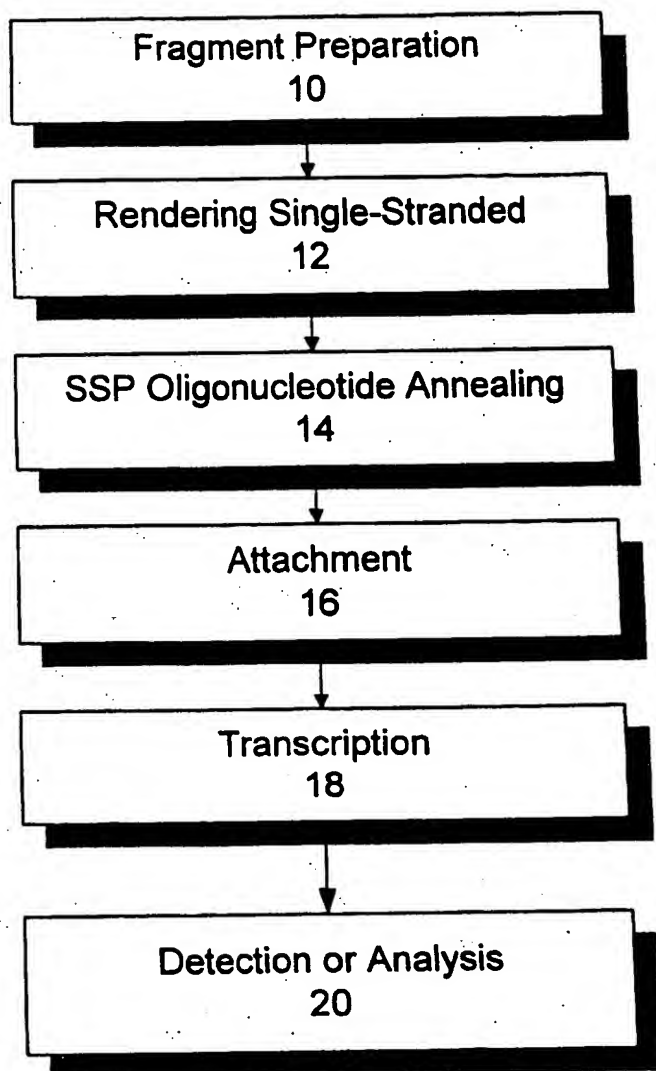 Fragment Preparation
10
Rendering Single-Stranded
12
SSP Oligonucleotide Annealing
14
Attachment
16
Transcription
18
Detection or Analysis
20